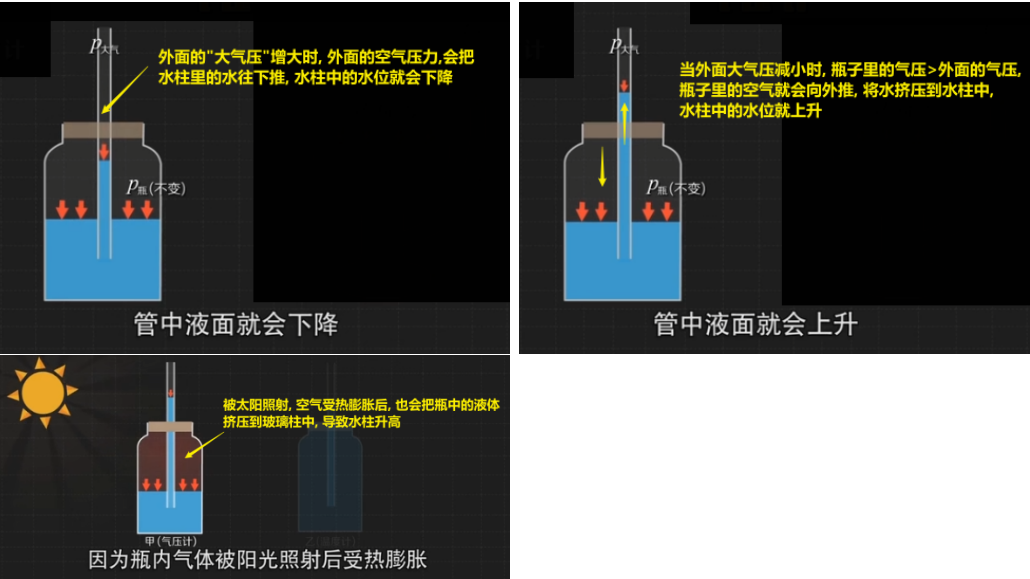 p大气
外面的"大气压"增大时, 外面的空气压力,会把
水柱里的水往下推, 水柱中的水位就会下降
p瓶(不变)
管中液面就会下降
p大气
当外面大气压减小时, 瓶子里的气压>外面的气压,
瓶子里的空气就会向外推, 将水挤压到水柱中,
水柱中的水位就上升
p瓶(不变)
管中液面就会上升
被太阳照射, 空气受热膨胀后, 也会把瓶中的液体
挤压到玻璃柱中, 导致水柱升高
甲(气压计)
乙(温度计)
因为瓶内气体被阳光照射后受热膨胀